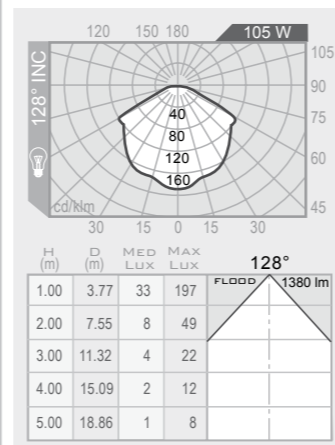 120 150 180 105 W
128° INC
105
90
75
60
45
40
80
120
160
cd/klm
30 15 0 15 30
H (m) D (m) MED LUX MAX LUX 128°
FLOOD 1380 lm
1.00 3.77 33 197
2.00 7.55 8 49
3.00 11.32 4 22
4.00 15.09 2 12
5.00 18.86 1 8